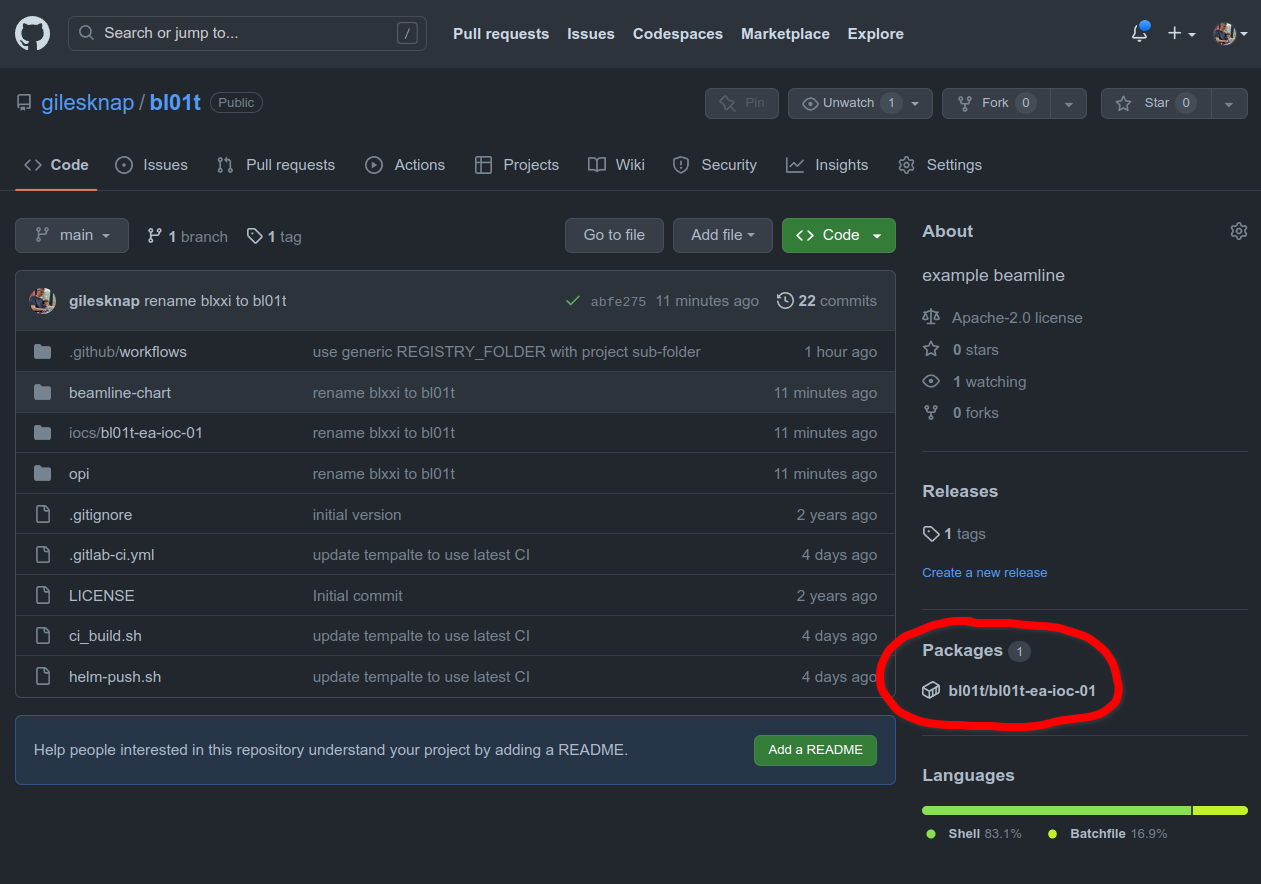 Search or jump to... /
Pull requests Issues Codespaces Marketplace Explore
gilesknap / bl01t Public
Pin Unwatch 1 Fork 0 Star 0
Code Issues Pull requests Actions Projects Wiki Security Insights Settings
main 1 branch 1 tag Go to file Add file Code
gilesknap rename blxxi to bl01t abfe275 11 minutes ago 22 commits
.github/workflows use generic REGISTRY_FOLDER with project sub-folder 1 hour ago
beamline-chart rename blxxi to bl01t 11 minutes ago
iocs/bl01t-ea-ioc-01 rename blxxi to bl01t 11 minutes ago
opi rename blxxi to bl01t 11 minutes ago
.gitignore initial version 2 years ago
.gitlab-ci.yml update tempalte to use latest CI 4 days ago
LICENSE Initial commit 2 years ago
ci_build.sh update tempalte to use latest CI 4 days ago
helm-push.sh update tempalte to use latest CI 4 days ago
Help people interested in this repository understand your project by adding a README. Add a README
About
example beamline
Apache-2.0 license
0 stars
1 watching
0 forks
Releases
1 tags
Create a new release
Packages 1
bl01t/bl01t-ea-ioc-01
Languages
Shell 83.1% Batchfile 16.9%